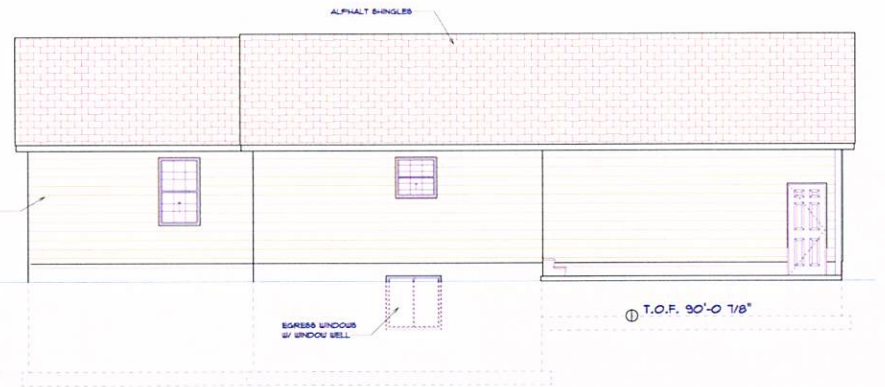 ALPHALT SHINGLES
EGRESS WINDOWS
W/ WINDOW WELL
T.O.F. 90'-0 7/8"